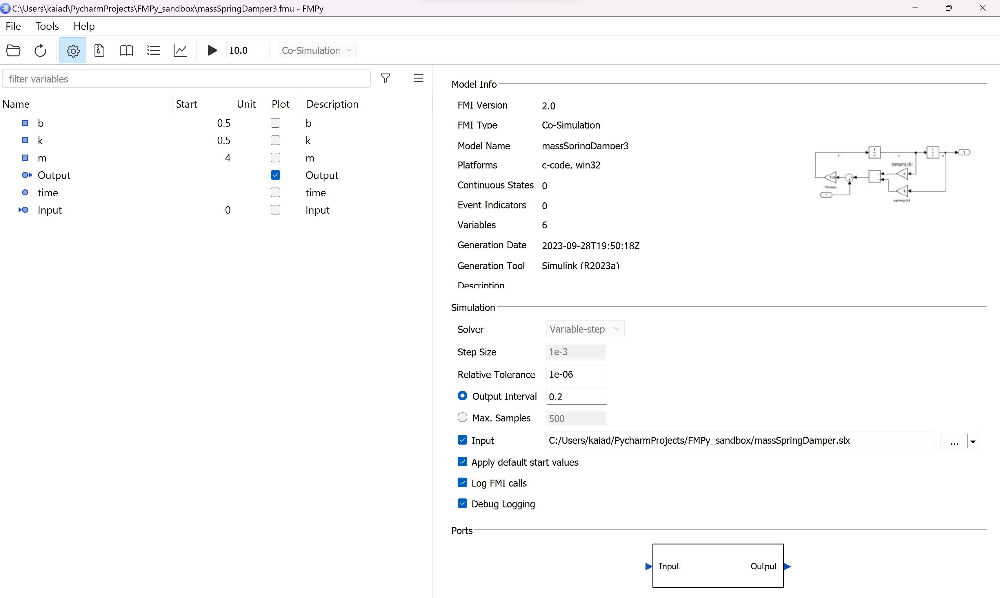 C:\Users\kaiad\PycharmProjects\FMPy_sandbox\massSpringDamper3.fmu - FMPy
File Tools Help
10.0 Co-Simulation
filter variables
Name Start Unit Plot Description
b 0.5 b
k 0.5 k
m 4 m
Output Output
time time
Input 0 Input
Model Info
FMI Version 2.0
FMI Type Co-Simulation
Model Name massSpringDamper3
Platforms c-code, win32
Continuous States 0
Event Indicators 0
Variables 6
Generation Date 2023-09-28T19:50:18Z
Generation Tool Simulink (R2023a)
Description
damping (b)
1/mass
spring (k)
Simulation
Solver Variable-step
Step Size 1e-3
Relative Tolerance 1e-06
Output Interval 0.2
Max. Samples 500
Input C:/Users/kaiad/PycharmProjects/FMPy_sandbox/massSpringDamper.slx ...
Apply default start values
Log FMI calls
Debug Logging
Ports
Input Output